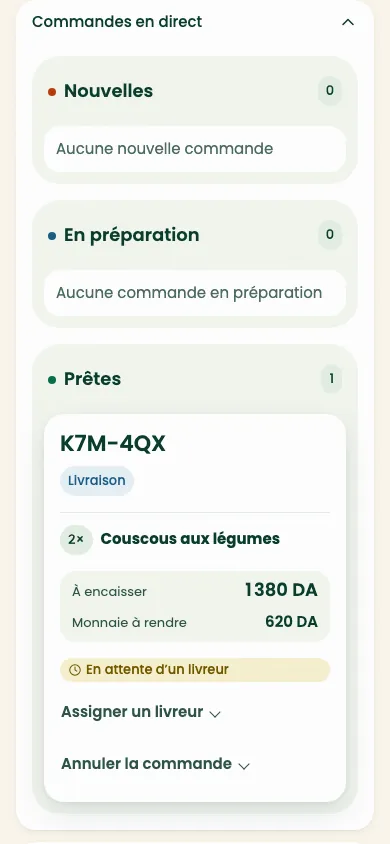 Commandes en direct
Nouvelles
0
Aucune nouvelle commande
En préparation
0
Aucune commande en préparation
Prêtes
1
K7M-4QX
Livraison
2× Couscous aux légumes
À encaisser 1 380 DA
Monnaie à rendre 620 DA
En attente d’un livreur
Assigner un livreur
Annuler la commande